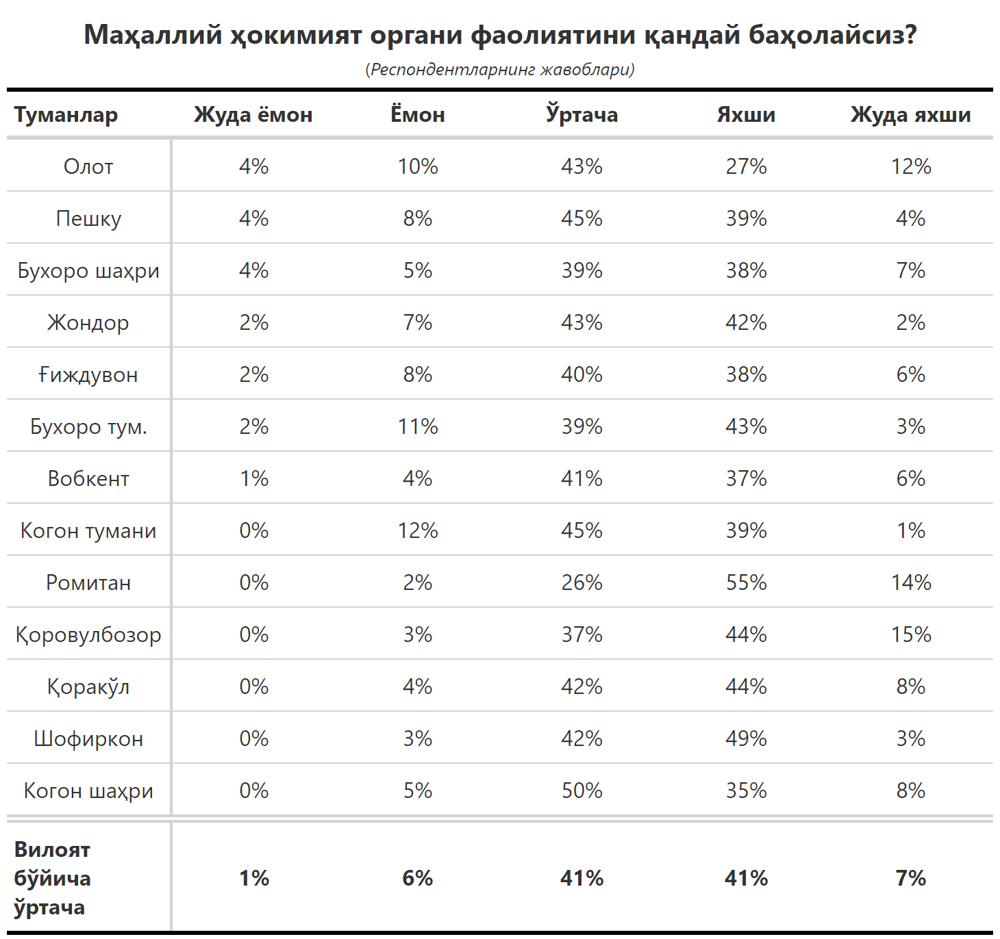 Маҳаллий ҳокимият органи фаолиятини қандай баҳолайсиз?
(Респондентларнинг жавоблари)
Туманлар Жуда ёмон Ёмон Ўртача Яхши Жуда яхши
Олот 4% 10% 43% 27% 12%
Пешку 4% 8% 45% 39% 4%
Бухоро шаҳри 4% 5% 39% 38% 7%
Жондор 2% 7% 43% 42% 2%
Ғиждувон 2% 8% 40% 38% 6%
Бухоро тум. 2% 11% 39% 43% 3%
Вобкент 1% 4% 41% 37% 6%
Когон тумани 0% 12% 45% 39% 1%
Ромитан 0% 2% 26% 55% 14%
Қоровулбозор 0% 3% 37% 44% 15%
Қоракўл 0% 4% 42% 44% 8%
Шофиркон 0% 3% 42% 49% 3%
Когон шаҳри 0% 5% 50% 35% 8%
Вилоят
бўйича
ўртача
1% 6% 41% 41% 7%